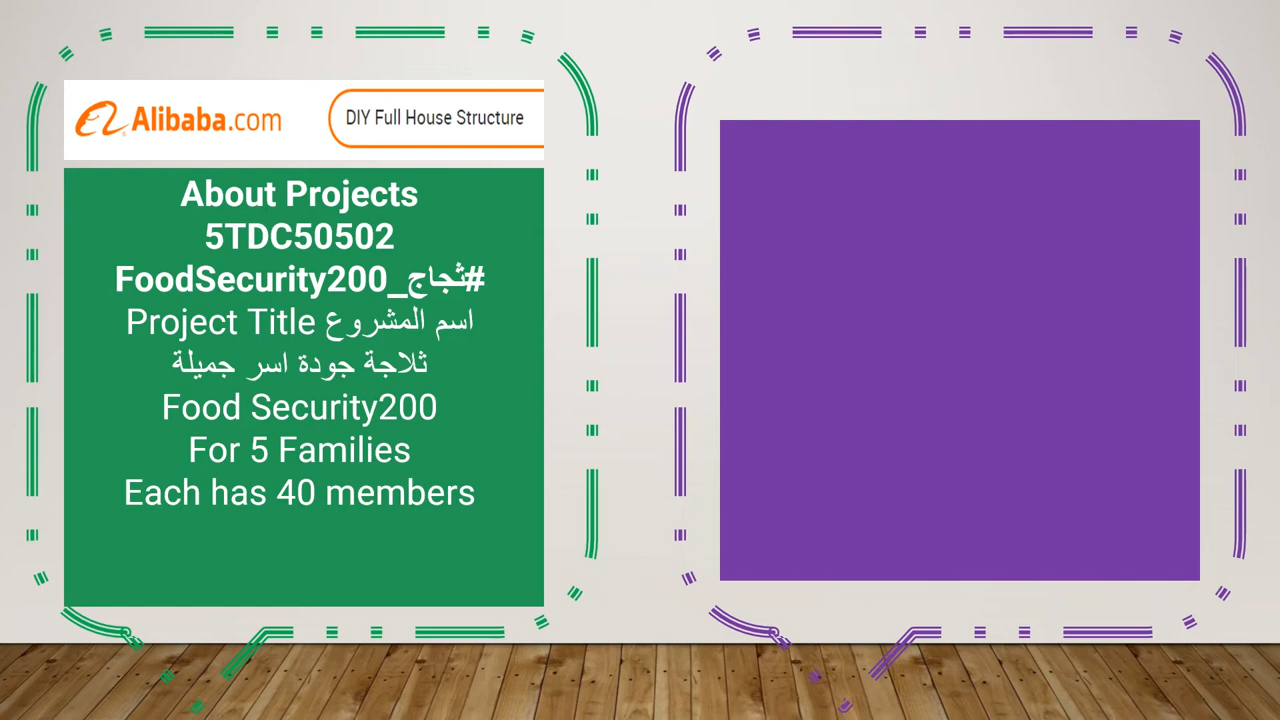 Alibaba.com
DIY Full House Structure
About Projects
5TDC50502
#ثجاج_FoodSecurity200
Project Title اسم المشروع
ثلاجة جودة اسر جميلة
Food Security200
For 5 Families
Each has 40 members